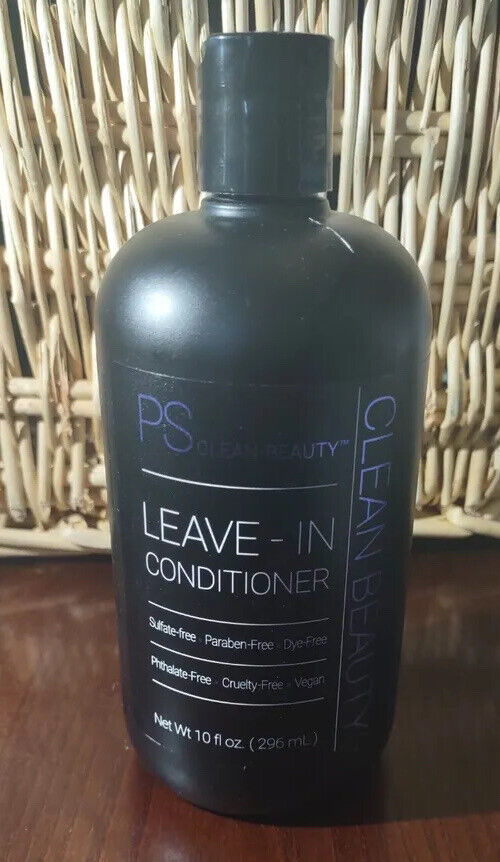 PS CLEAN BEAUTY™
LEAVE - IN
CONDITIONER
Sulfate-free · Paraben-Free · Dye-Free
Phthalate-Free · Cruelty-Free · Vegan
Net Wt 10 fl oz. ( 296 mL )
CLEAN BEAUTY